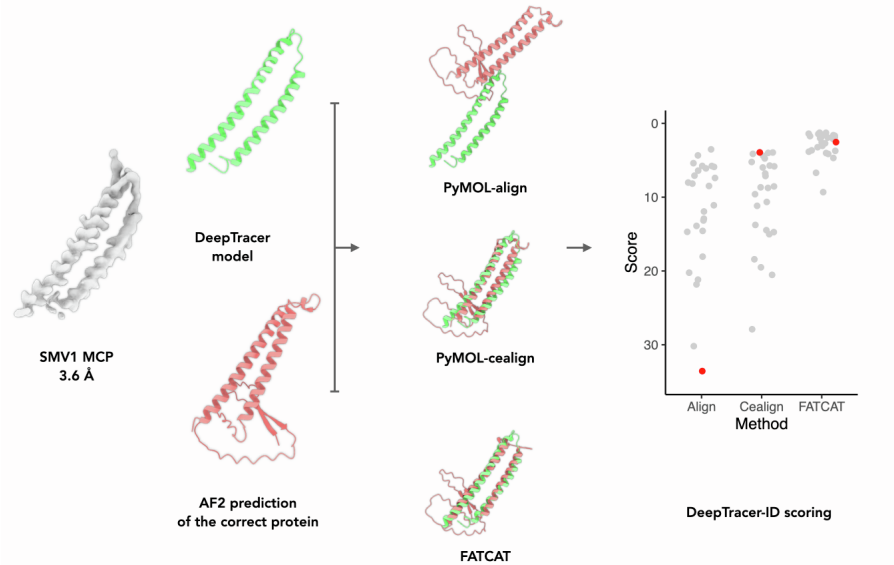 SMV1 MCP
3.6 Å
DeepTracer
model
AF2 prediction
of the correct protein
PyMOL-align
PyMOL-cealign
FATCAT
Score
0
10
20
30
Align Cealign FATCAT
Method
DeepTracer-ID scoring